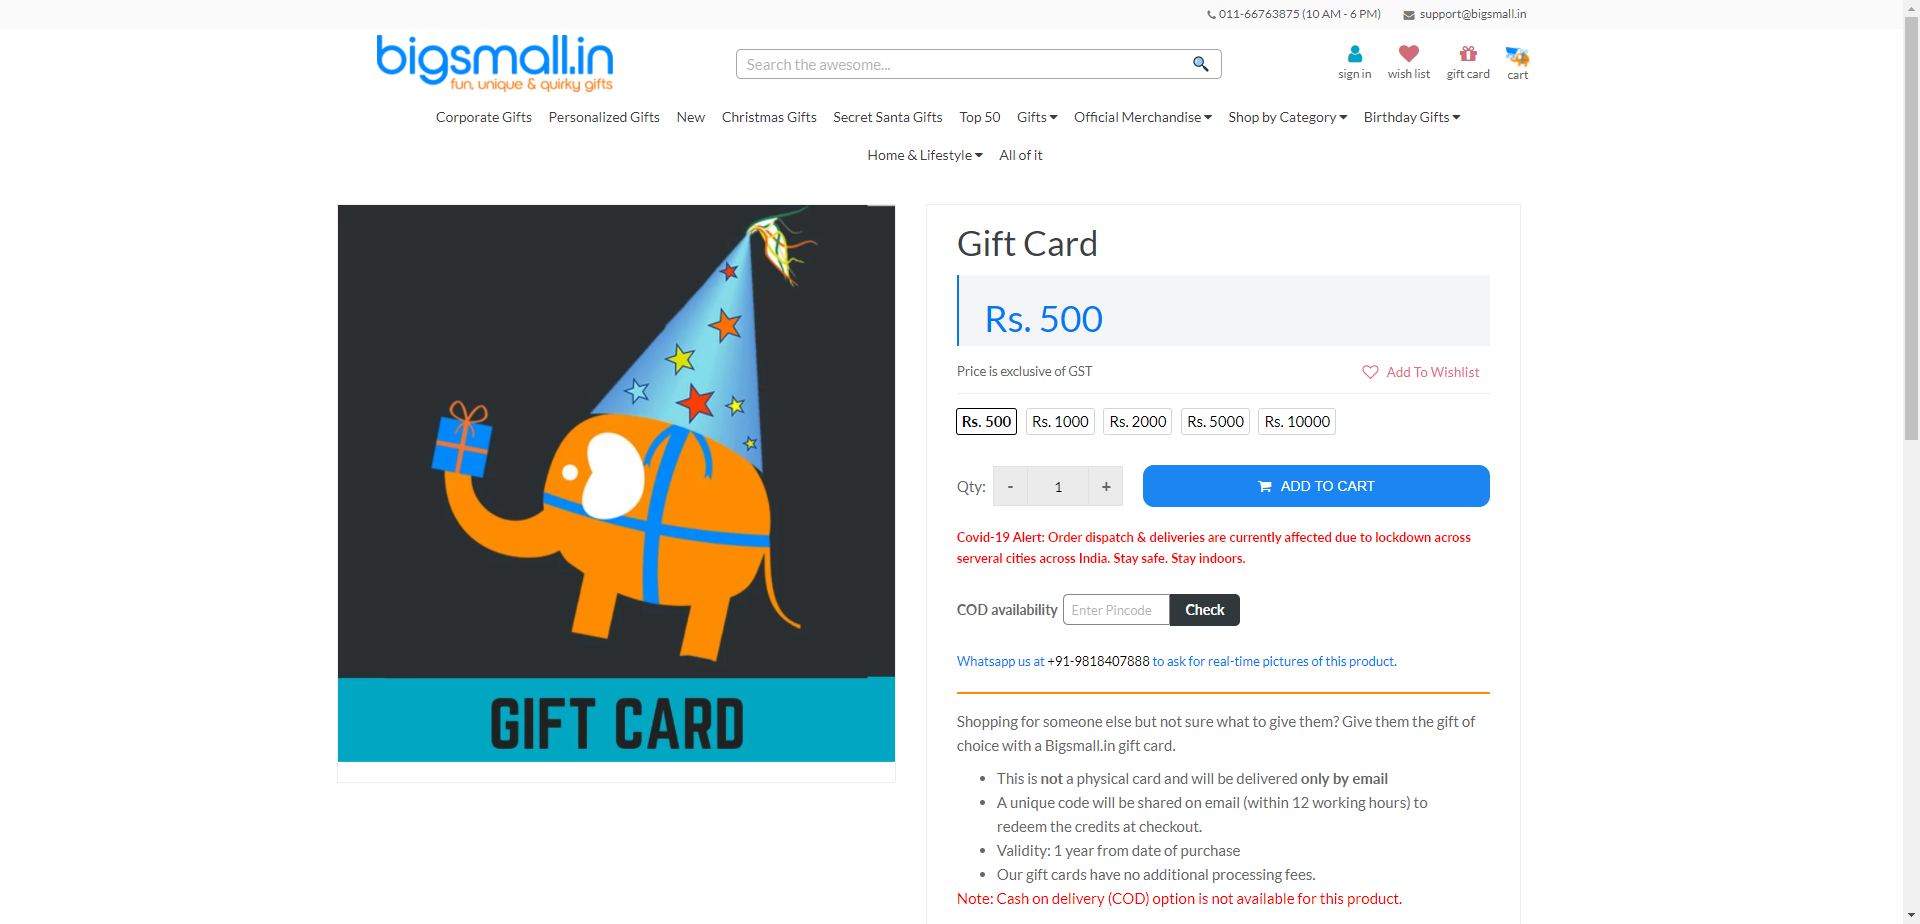 011-66763875 (10 AM - 6 PM)
support@bigsmall.in
bigsmall.in
fun, unique & quirky gifts
Search the awesome...
sign in
wish list
gift card
cart
Corporate Gifts
Personalized Gifts
New
Christmas Gifts
Secret Santa Gifts
Top 50
Gifts
Official Merchandise
Shop by Category
Birthday Gifts
Home & Lifestyle
All of it
GIFT CARD
Gift Card
Rs. 500
Price is exclusive of GST
Add To Wishlist
Rs. 500
Rs. 1000
Rs. 2000
Rs. 5000
Rs. 10000
Qty:
-
1
+
ADD TO CART
Covid-19 Alert: Order dispatch & deliveries are currently affected due to lockdown across
serveral cities across India. Stay safe. Stay indoors.
COD availability
Enter Pincode
Check
Whatsapp us at +91-9818407888 to ask for real-time pictures of this product.
Shopping for someone else but not sure what to give them? Give them the gift of
choice with a Bigsmall.in gift card.
• This is not a physical card and will be delivered only by email
• A unique code will be shared on email (within 12 working hours) to
redeem the credits at checkout.
• Validity: 1 year from date of purchase
• Our gift cards have no additional processing fees.
Note: Cash on delivery (COD) option is not available for this product.